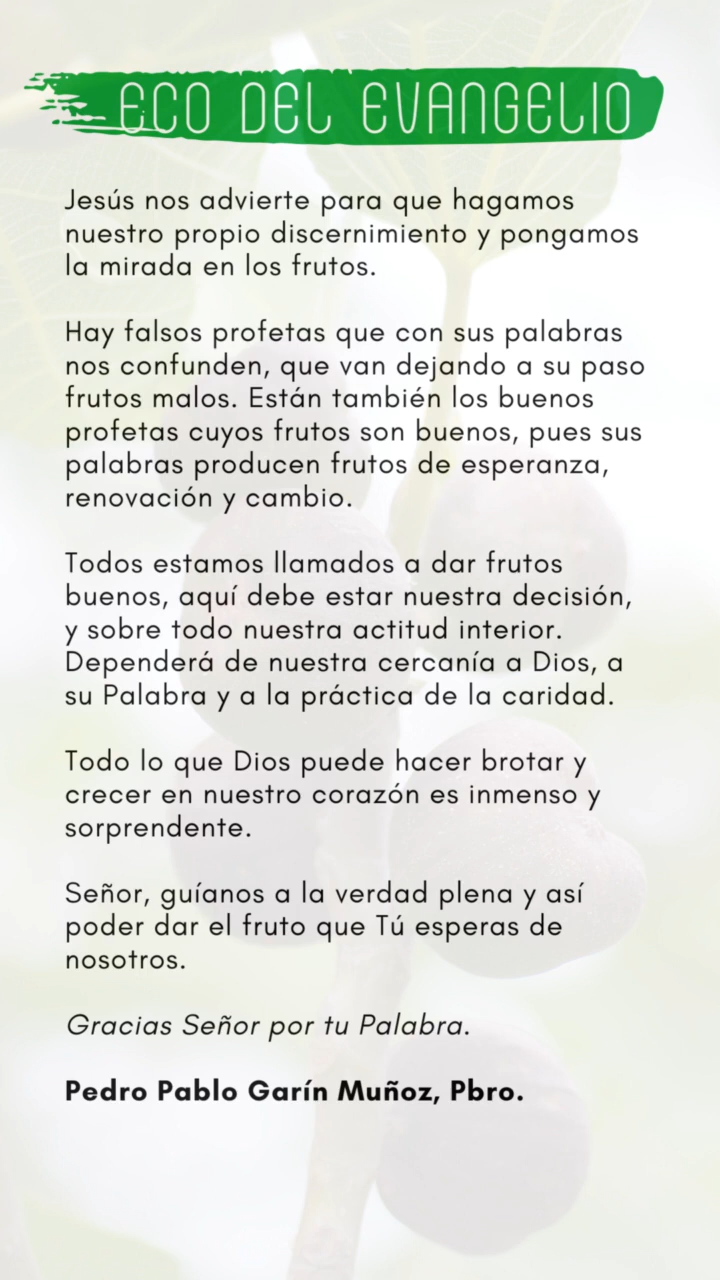 ECO DEL EVANGELIO
Jesús nos advierte para que hagamos
nuestro propio discernimiento y pongamos
la mirada en los frutos.
Hay falsos profetas que con sus palabras
nos confunden, que van dejando a su paso
frutos malos. Están también los buenos
profetas cuyos frutos son buenos, pues sus
palabras producen frutos de esperanza,
renovación y cambio.
Todos estamos llamados a dar frutos
buenos, aquí debe estar nuestra decisión,
y sobre todo nuestra actitud interior.
Dependerá de nuestra cercanía a Dios, a
su Palabra y a la práctica de la caridad.
Todo lo que Dios puede hacer brotar y
crecer en nuestro corazón es inmenso y
sorprendente.
Señor, guíanos a la verdad plena y así
poder dar el fruto que Tú esperas de
nosotros.
Gracias Señor por tu Palabra.
Pedro Pablo Garín Muñoz, Pbro.